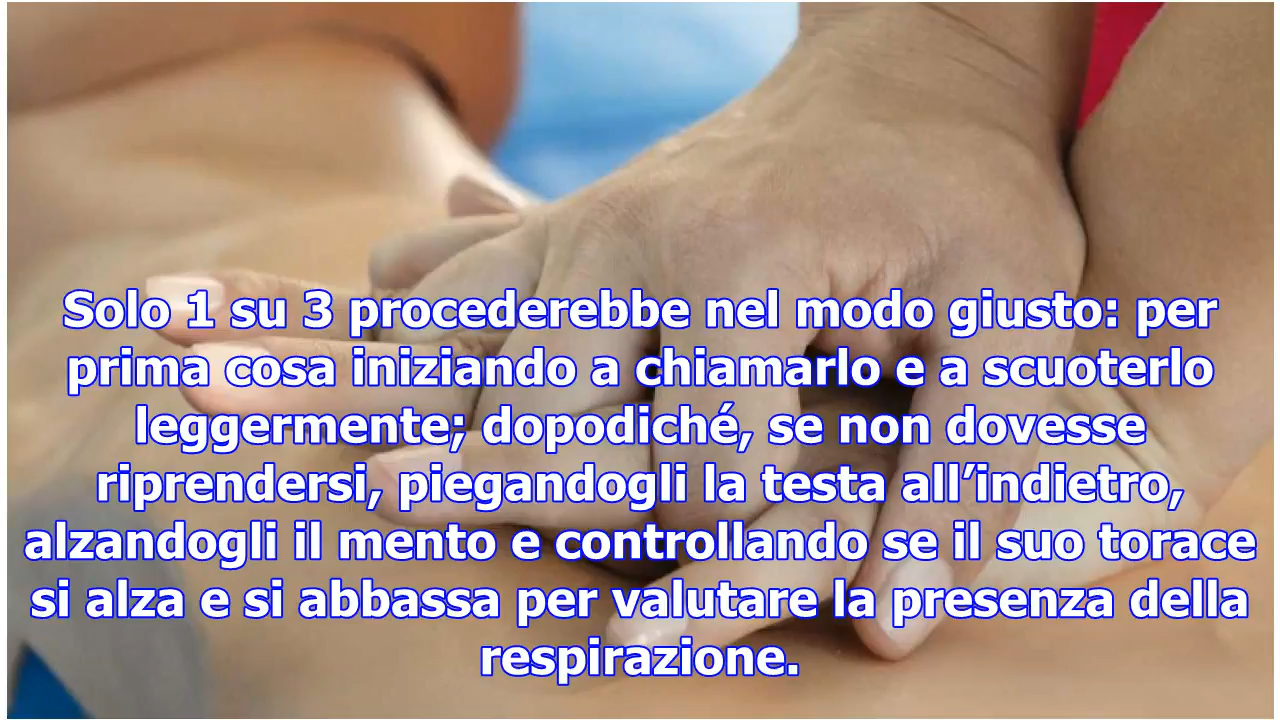 Solo 1 su 3 procederebbe nel modo giusto: per
prima cosa iniziando a chiamarlo e a scuoterlo
leggermente; dopodiché, se non dovesse
riprendersi, piegandogli la testa all’indietro,
alzandogli il mento e controllando se il suo torace
si alza e si abbassa per valutare la presenza della
respirazione.